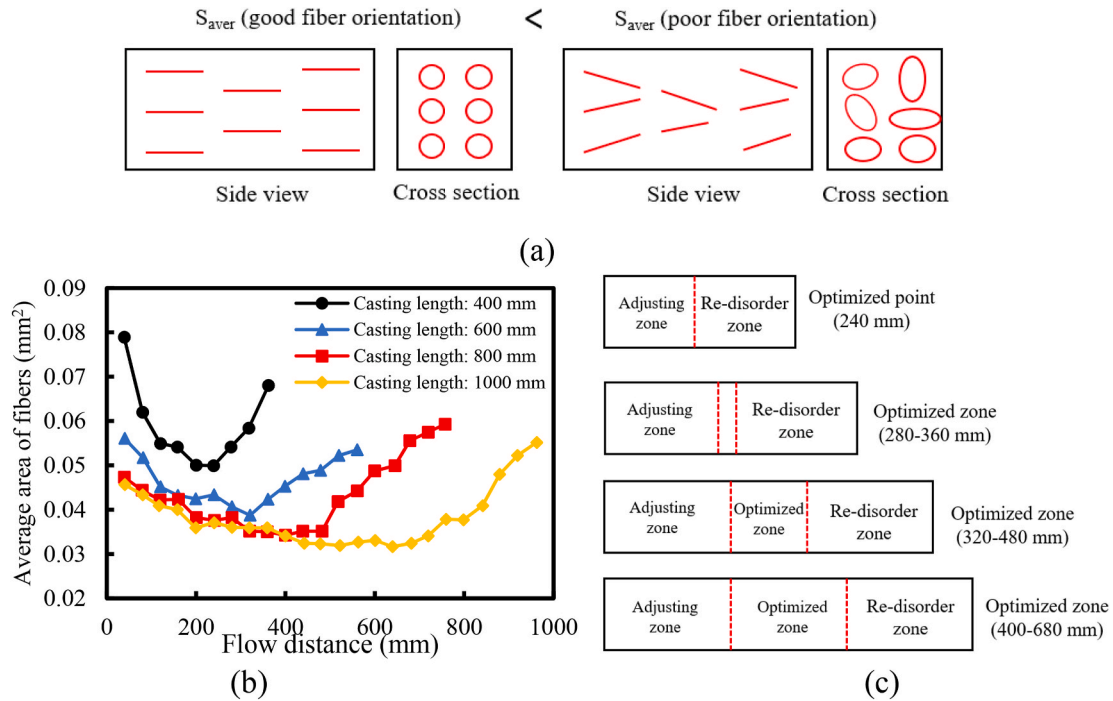 S_aver (good fiber orientation) < S_aver (poor fiber orientation)
Side view
Cross section
Side view
Cross section
(a)
Average area of fibers (mm²)
0.09
0.08
0.07
0.06
0.05
0.04
0.03
0.02
0
200
400
600
800
1000
Flow distance (mm)
Casting length: 400 mm
Casting length: 600 mm
Casting length: 800 mm
Casting length: 1000 mm
(b)
Adjusting
zone
Re-disorder
zone
Optimized point
(240 mm)
Adjusting
zone
Re-disorder
zone
Optimized zone
(280-360 mm)
Adjusting
zone
Optimized
zone
Re-disorder
zone
Optimized zone
(320-480 mm)
Adjusting
zone
Optimized
zone
Re-disorder
zone
Optimized zone
(400-680 mm)
(c)